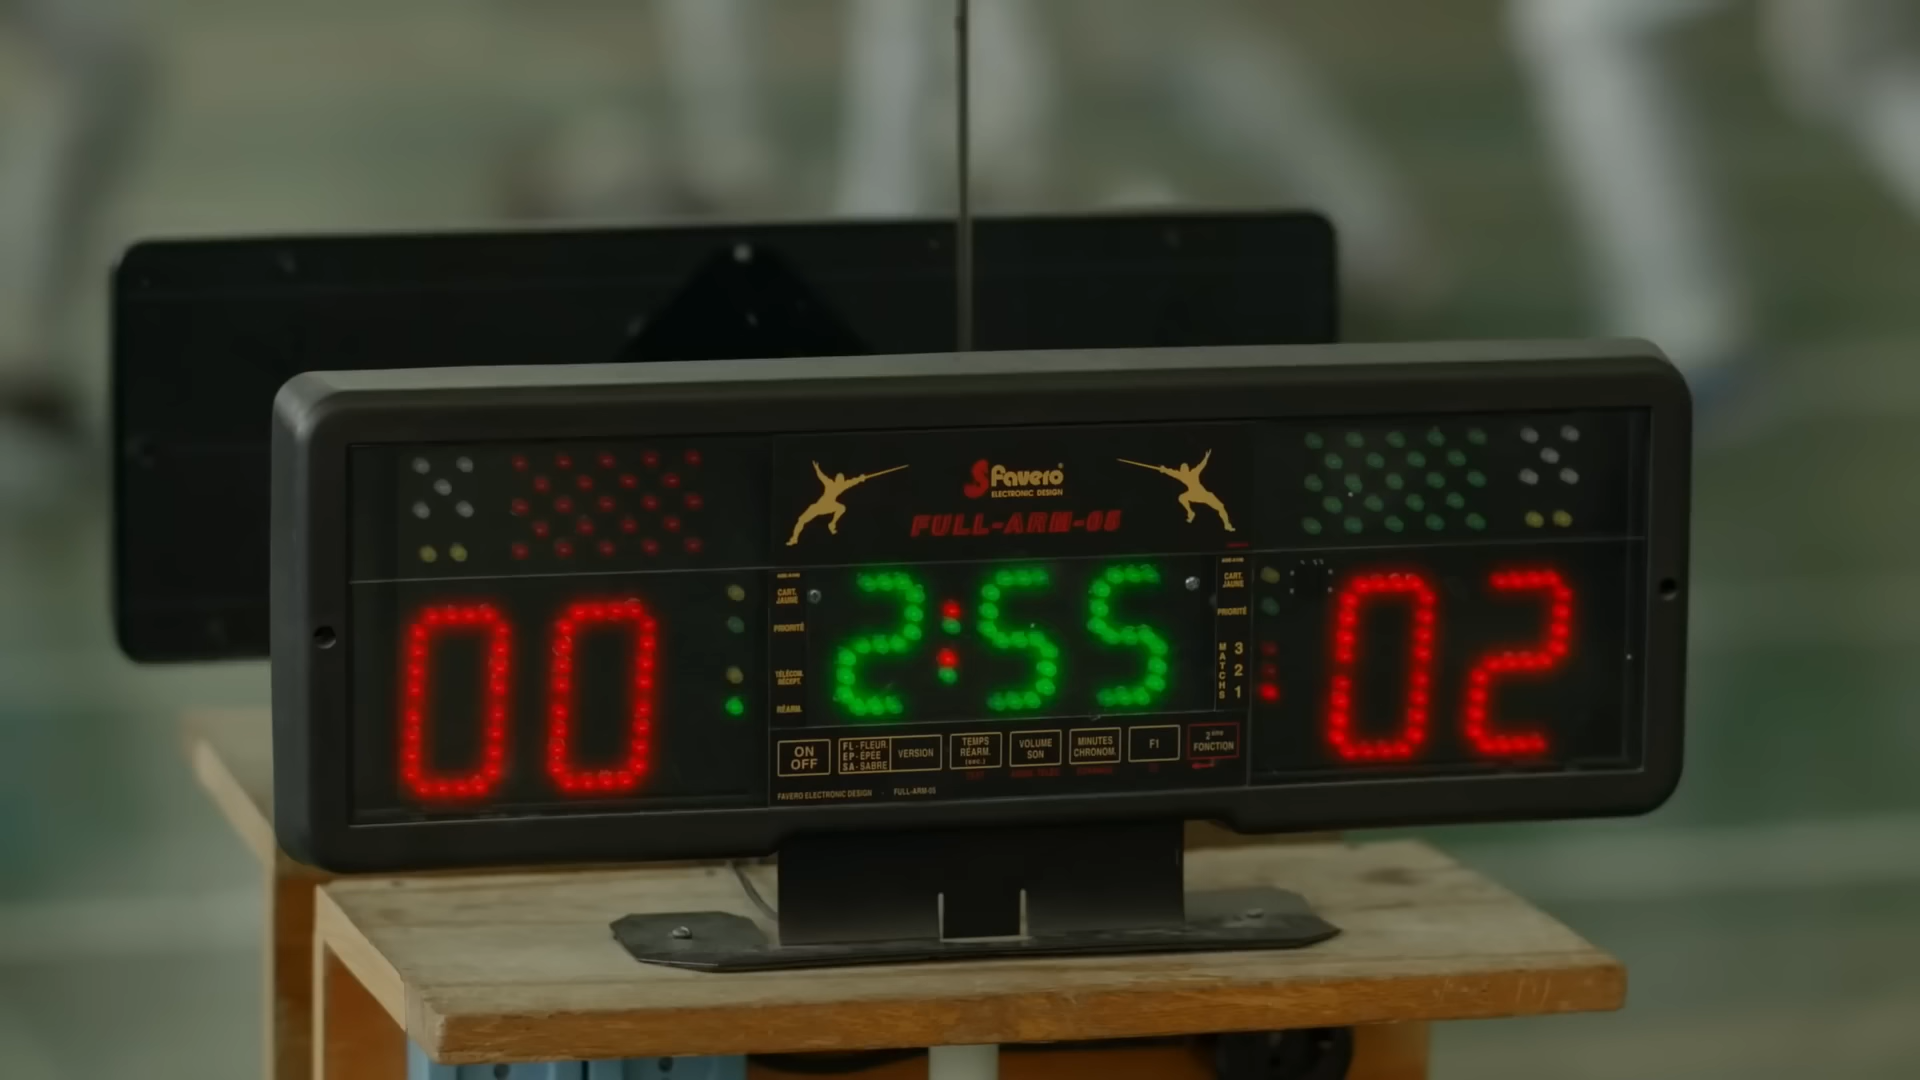 Favero
ELECTRONIC DESIGN
FULL-ARM-05
CART. JAUNE
PRIORITÉ
TÉLÉCOM. RÉCEPT.
RÉARM.
00
2:55
CART. JAUNE
PRIORITÉ
MATCHS
3
2
1
02
ON OFF
FL-FLEUR.
EP-ÉPÉE
SA-SABRE
VERSION
TEMPS RÉARM. (sec.)
VOLUME SON
MINUTES CHRONOM.
F1
2ème FONCTION
FAVERO ELECTRONIC DESIGN - FULL-ARM-05